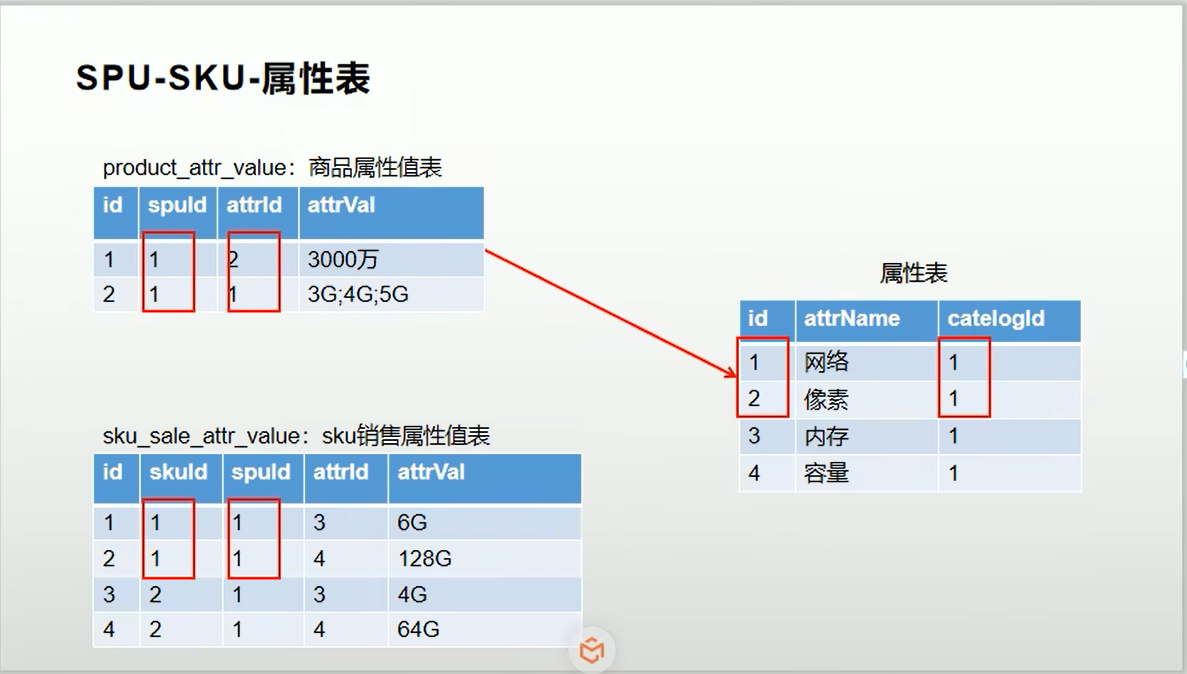 SPU-SKU-属性表
product_attr_value：商品属性值表
id spuId attrId attrVal
1 1 2 3000万
2 1 1 3G;4G;5G
属性表
id attrName catelogId
1 网络 1
2 像素 1
3 内存 1
4 容量 1
sku_sale_attr_value：sku销售属性值表
id skuId spuId attrId attrVal
1 1 1 3 6G
2 1 1 4 128G
3 2 1 3 4G
4 2 1 4 64G